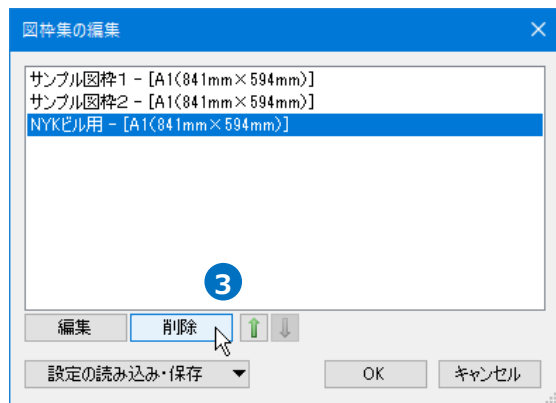 図枠集の編集
サンプル図枠1 - [A1(841mm×594mm)]
サンプル図枠2 - [A1(841mm×594mm)]
NYKビル用 - [A1(841mm×594mm)]
3
編集 削除
設定の読み込み・保存 OK キャンセル